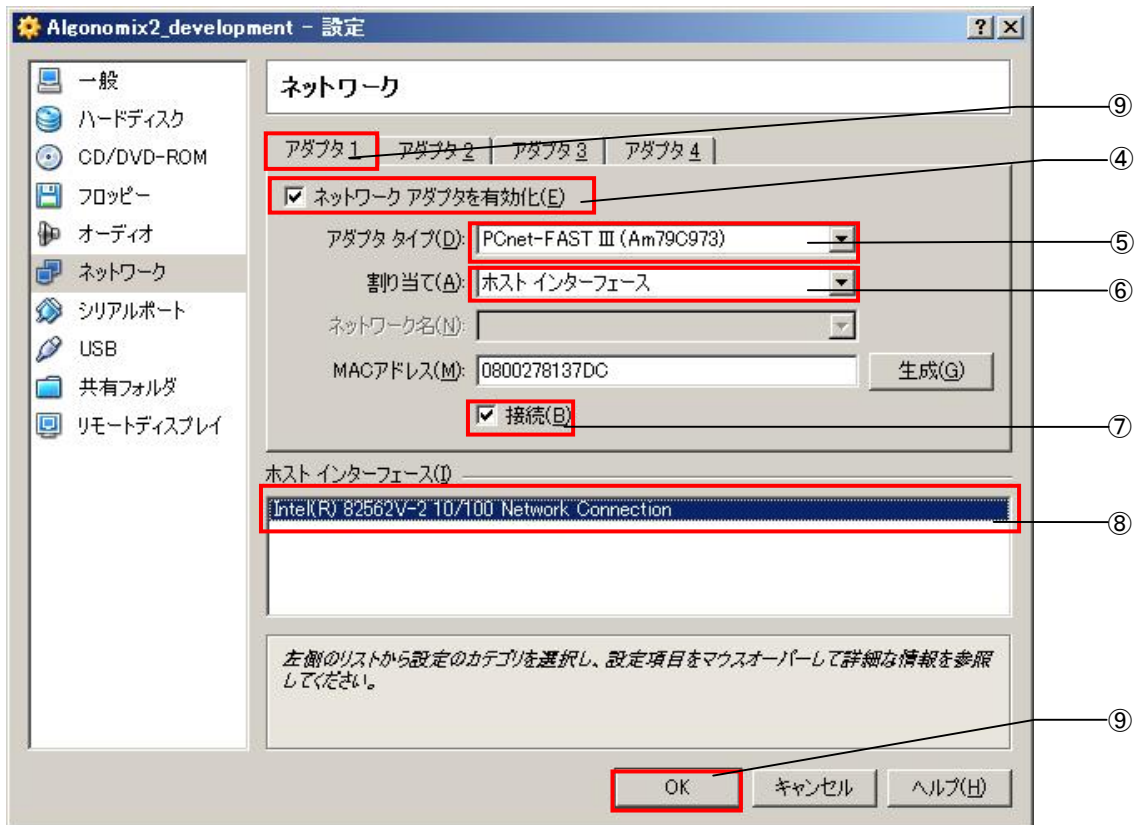 Algonomix2_development - 設定
一般
ハードディスク
CD/DVD-ROM
フロッピー
オーディオ
ネットワーク
シリアルポート
USB
共有フォルダ
リモートディスプレイ
ネットワーク
⑨
アダプタ 1 アダプタ 2 アダプタ 3 アダプタ 4
④
ネットワーク アダプタを有効化(E)
アダプタ タイプ(D): PCnet-FAST III (Am79C973)
⑤
割り当て(A): ホスト インターフェース
⑥
ネットワーク名(N):
MACアドレス(M): 0800278137DC 生成(G)
接続(B)
⑦
ホスト インターフェース(I)
Intel(R) 82562V-2 10/100 Network Connection
⑧
左側のリストから設定のカテゴリを選択し、設定項目をマウスオーバーして詳細な情報を参照
してください。
⑨
OK キャンセル ヘルプ(H)